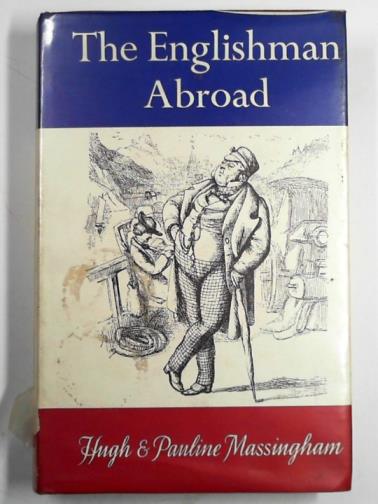 The Englishman
Abroad
Hugh & Pauline Massingham